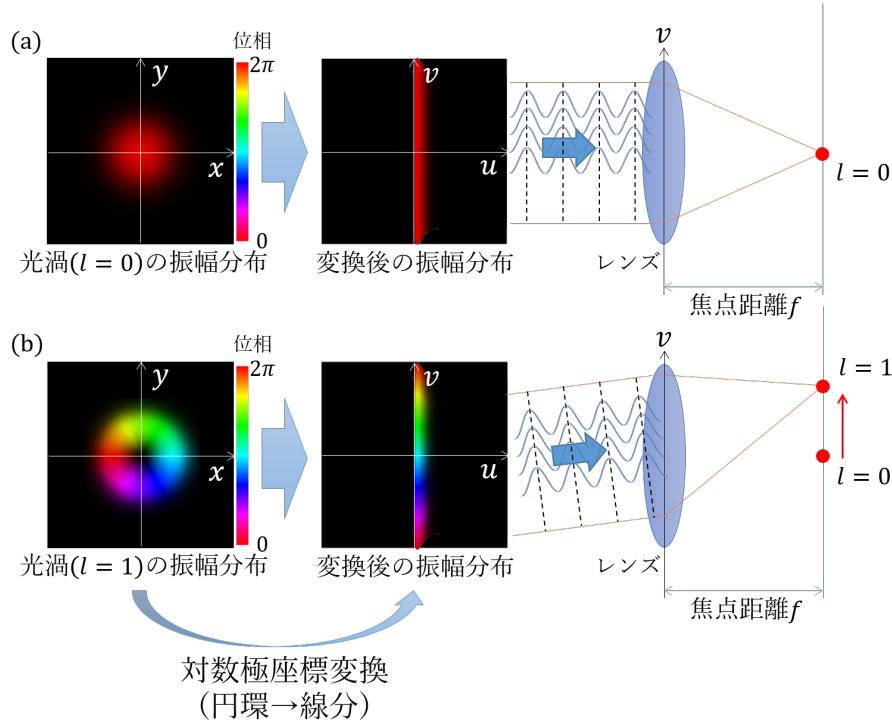 (a)
位相
2π
0
y
x
光渦(l = 0)の振幅分布
v
u
変換後の振幅分布
v
レンズ
l = 0
焦点距離f
(b)
位相
2π
0
y
x
光渦(l = 1)の振幅分布
v
u
変換後の振幅分布
v
レンズ
l = 1
l = 0
焦点距離f
対数極座標変換
（円環→線分）